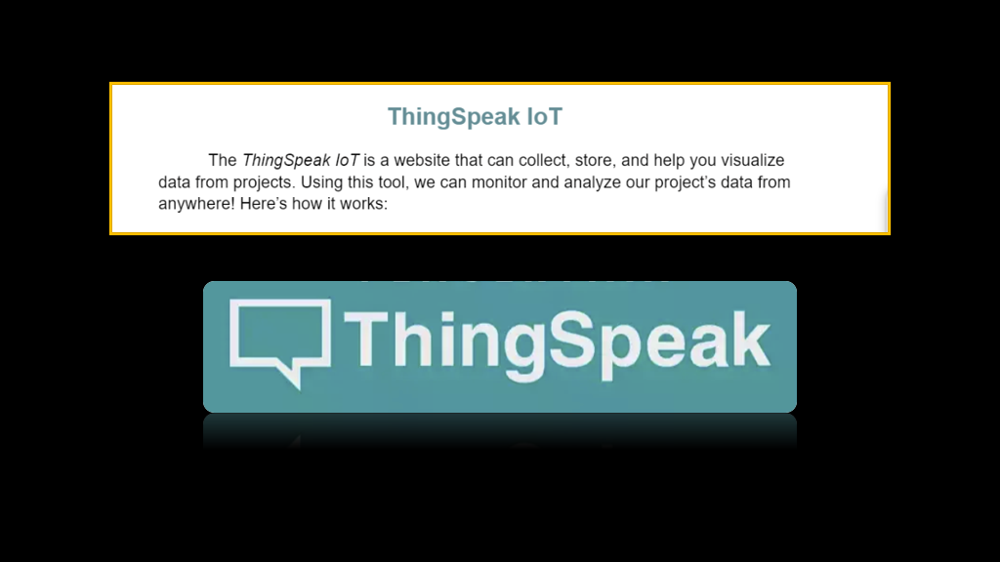 ThingSpeak IoT
The ThingSpeak IoT is a website that can collect, store, and help you visualize
data from projects. Using this tool, we can monitor and analyze our project’s data from
anywhere! Here’s how it works:
ThingSpeak